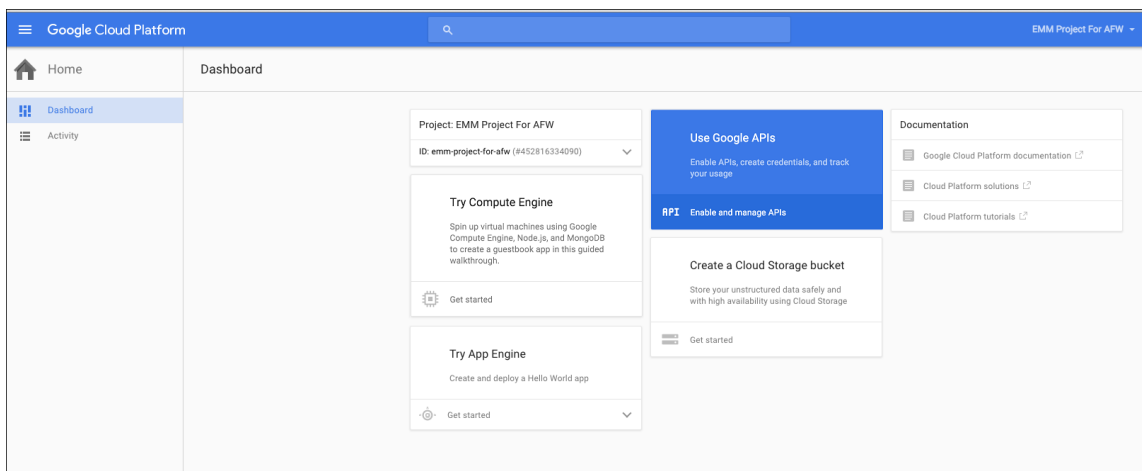 Google Cloud Platform
EMM Project For AFW
Home
Dashboard
Dashboard
Activity
Project: EMM Project For AFW
ID: emm-project-for-afw (#452816334090)
Try Compute Engine
Spin up virtual machines using Google
Compute Engine, Node.js, and MongoDB
to create a guestbook app in this guided
walkthrough.
Get started
Try App Engine
Create and deploy a Hello World app
Get started
Use Google APIs
Enable APIs, create credentials, and track
your usage
API Enable and manage APIs
Create a Cloud Storage bucket
Store your unstructured data safely and
with high availability using Cloud Storage
Get started
Documentation
Google Cloud Platform documentation
Cloud Platform solutions
Cloud Platform tutorials